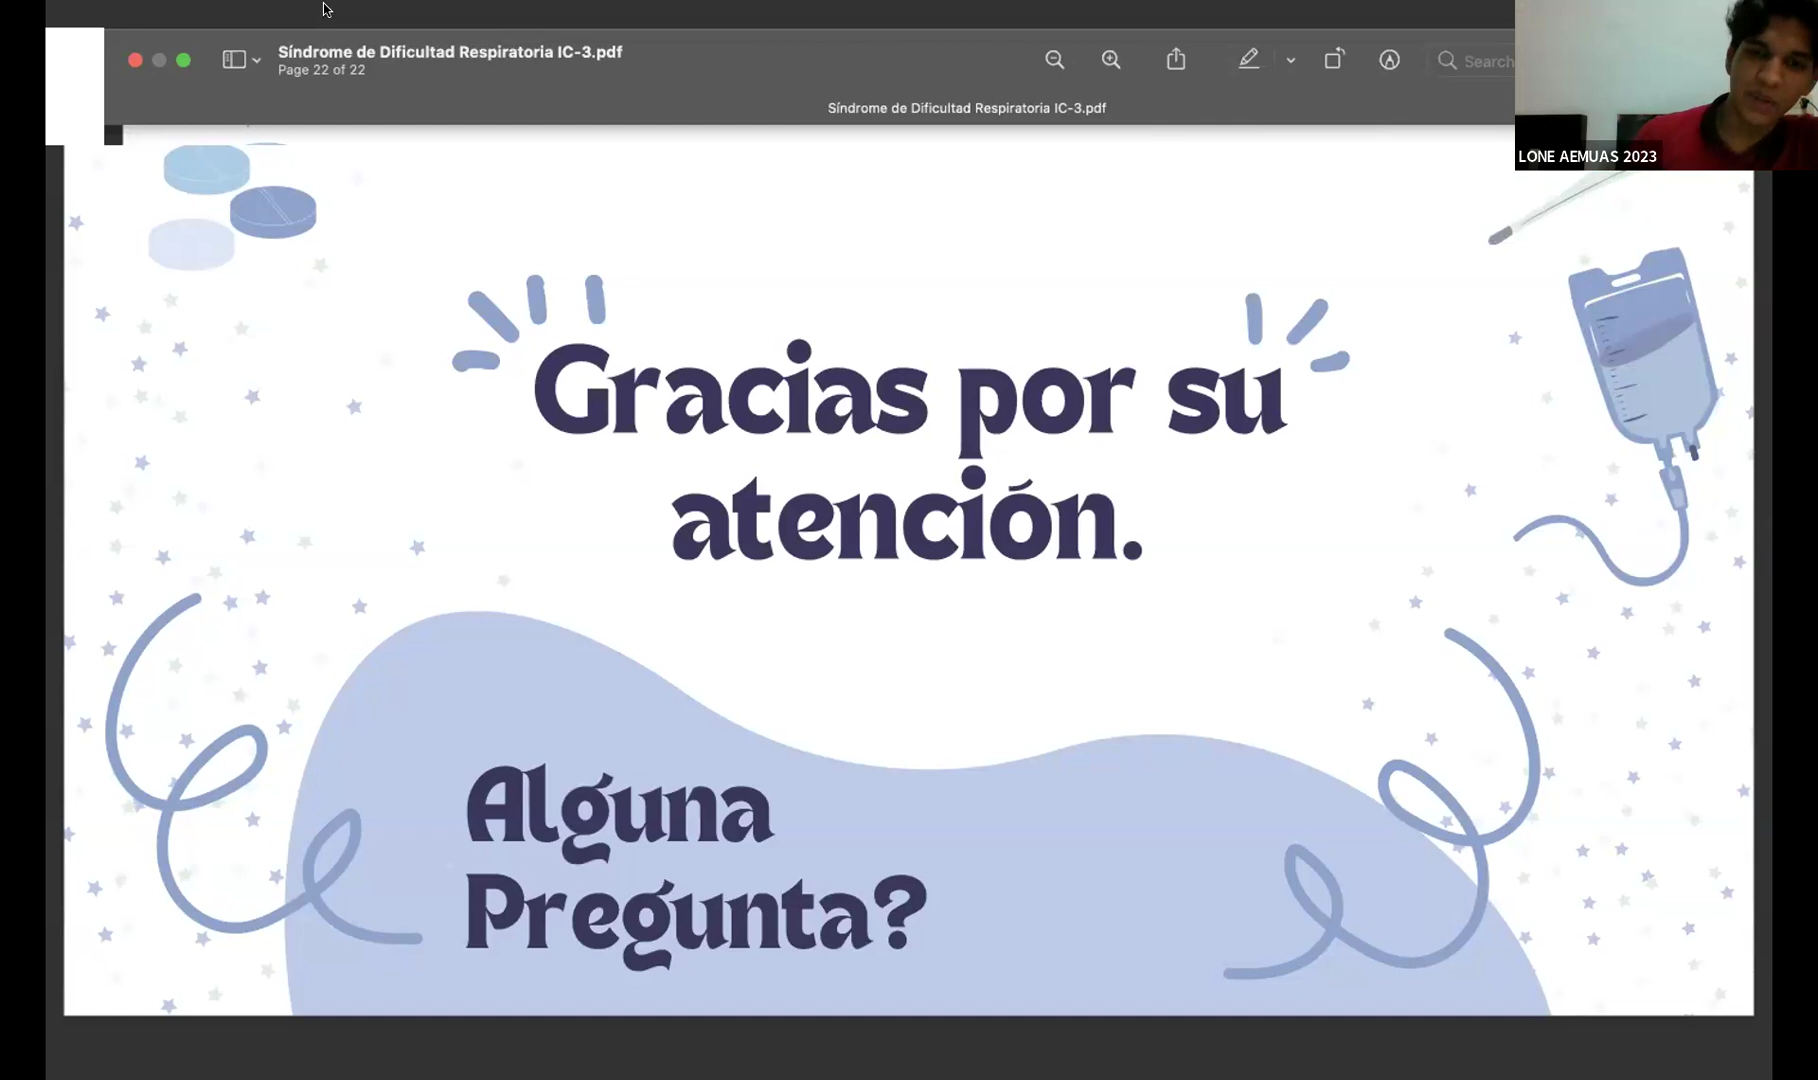 Síndrome de Dificultad Respiratoria IC-3.pdf
Page 22 of 22
Search
Síndrome de Dificultad Respiratoria IC-3.pdf
LONE AEMUAS 2023
Gracias por su
atención.
Alguna
Pregunta?